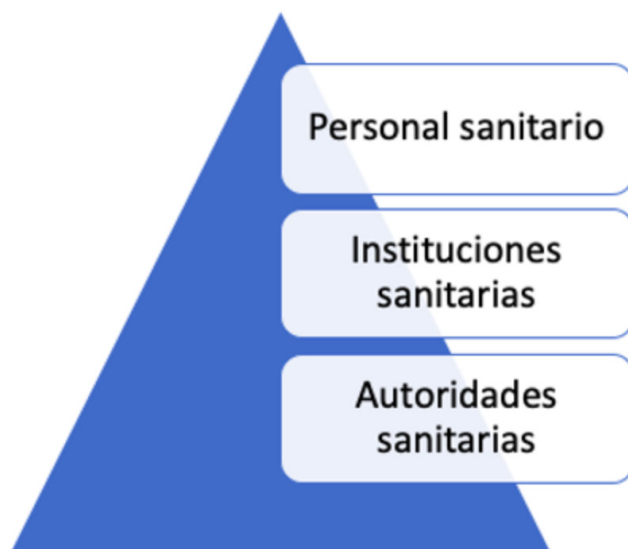 Personal sanitario
Instituciones
sanitarias
Autoridades
sanitarias